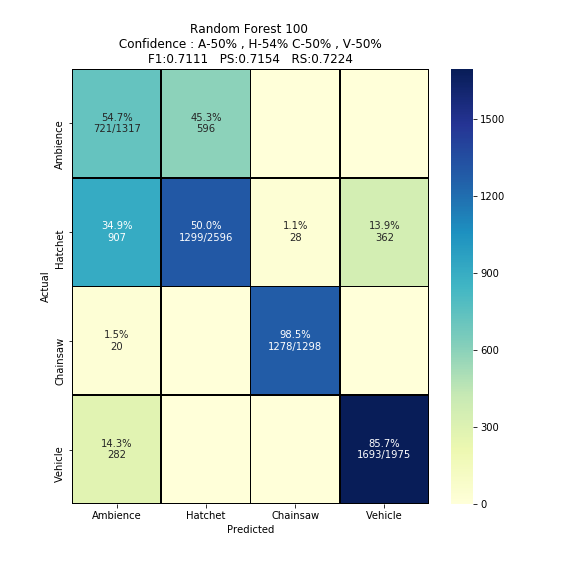 Random Forest 100
Confidence : A-50% , H-54% C-50% , V-50%
F1:0.7111 PS:0.7154 RS:0.7224
54.7%
721/1317
45.3%
596
34.9%
907
50.0%
1299/2596
1.1%
28
13.9%
362
1.5%
20
98.5%
1278/1298
14.3%
282
85.7%
1693/1975
Actual
Ambience
Hatchet
Chainsaw
Vehicle
Ambience
Hatchet
Chainsaw
Vehicle
Predicted
1500
1200
900
600
300
0